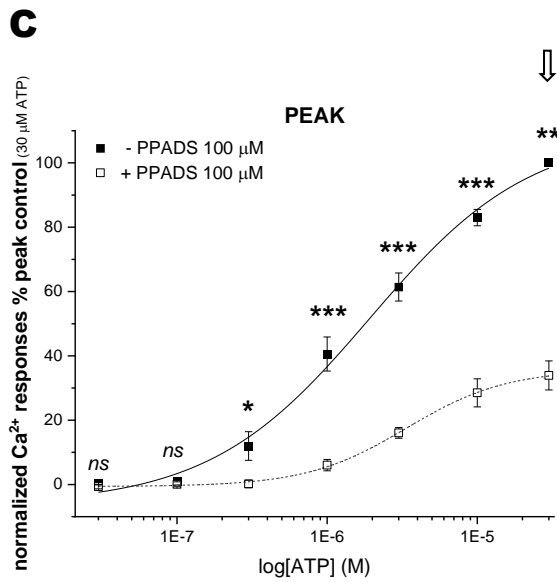 C
PEAK
- PPADS 100 μM
+ PPADS 100 μM
normalized Ca²⁺ responses % peak control (30 μM ATP)
100
80
60
40
20
0
ns
ns
*
***
***
***
**
1E-7
1E-6
1E-5
log[ATP] (M)